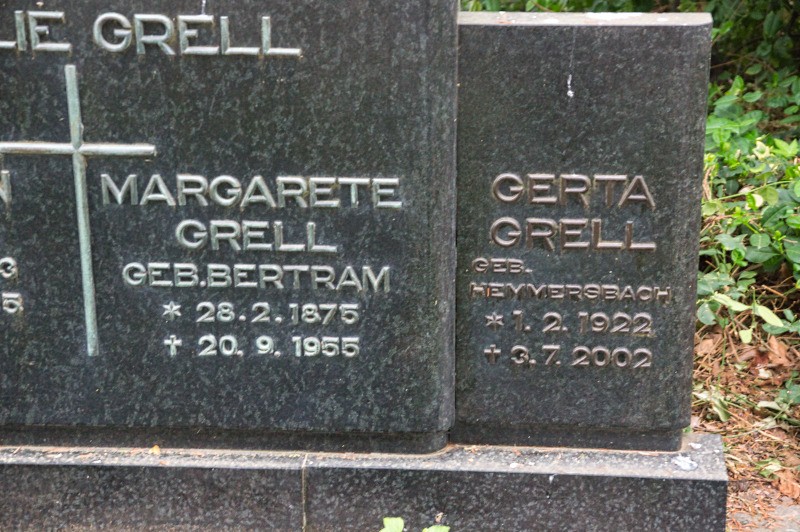 GRELL
MARGARETE
GRELL
GEB. BERTRAM
* 28. 2. 1875
† 20. 9. 1955
GERTA
GRELL
GEB.
HEMMERSBACH
* 1. 2. 1922
† 3. 7. 2002